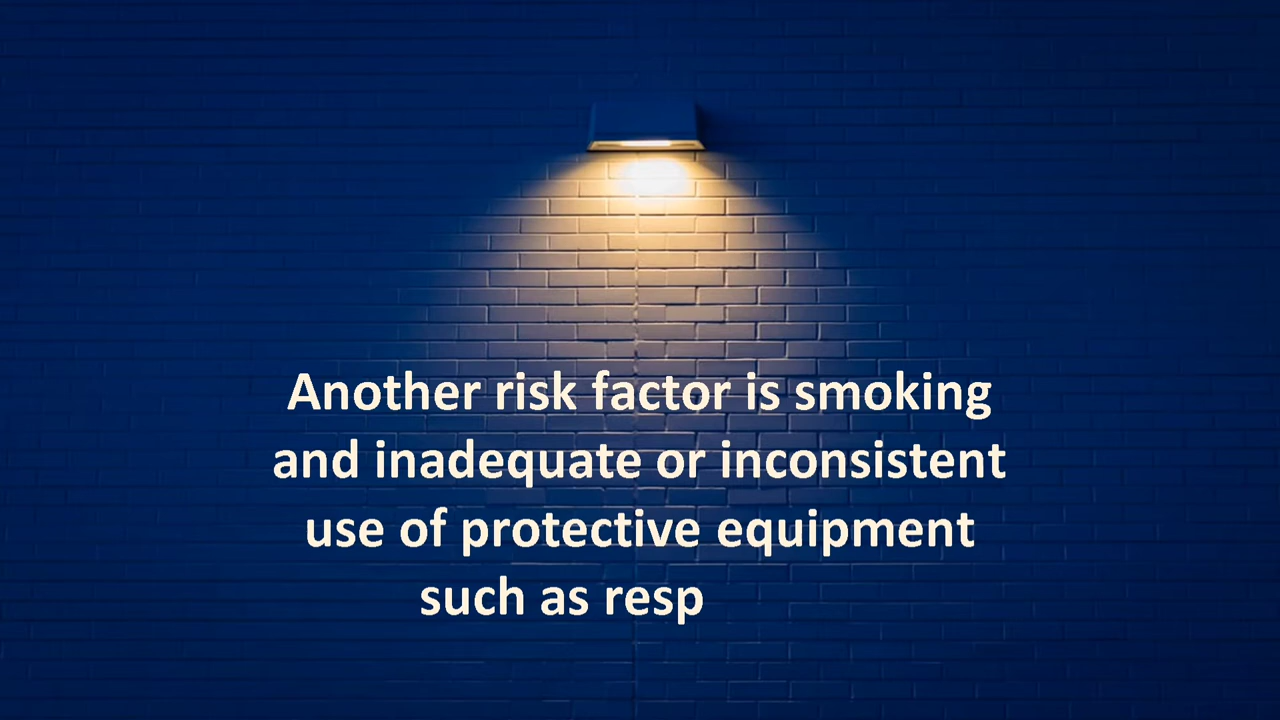 Another risk factor is smoking
and inadequate or inconsistent
use of protective equipment
such as resp